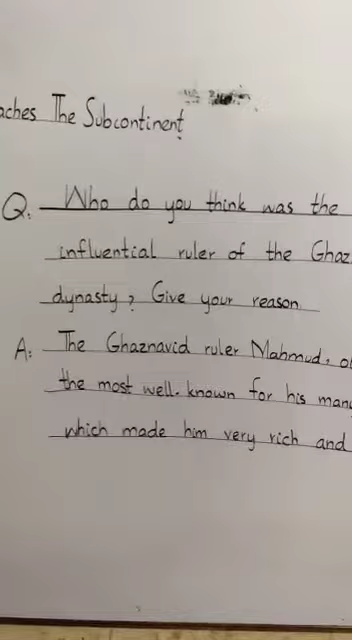 aches The Subcontinent
Q. Who do you think was the
influential ruler of the Ghaz
dynasty? Give your reason
A: The Ghaznavid ruler Mahmud,
the most well-known for his man
which made him very rich and